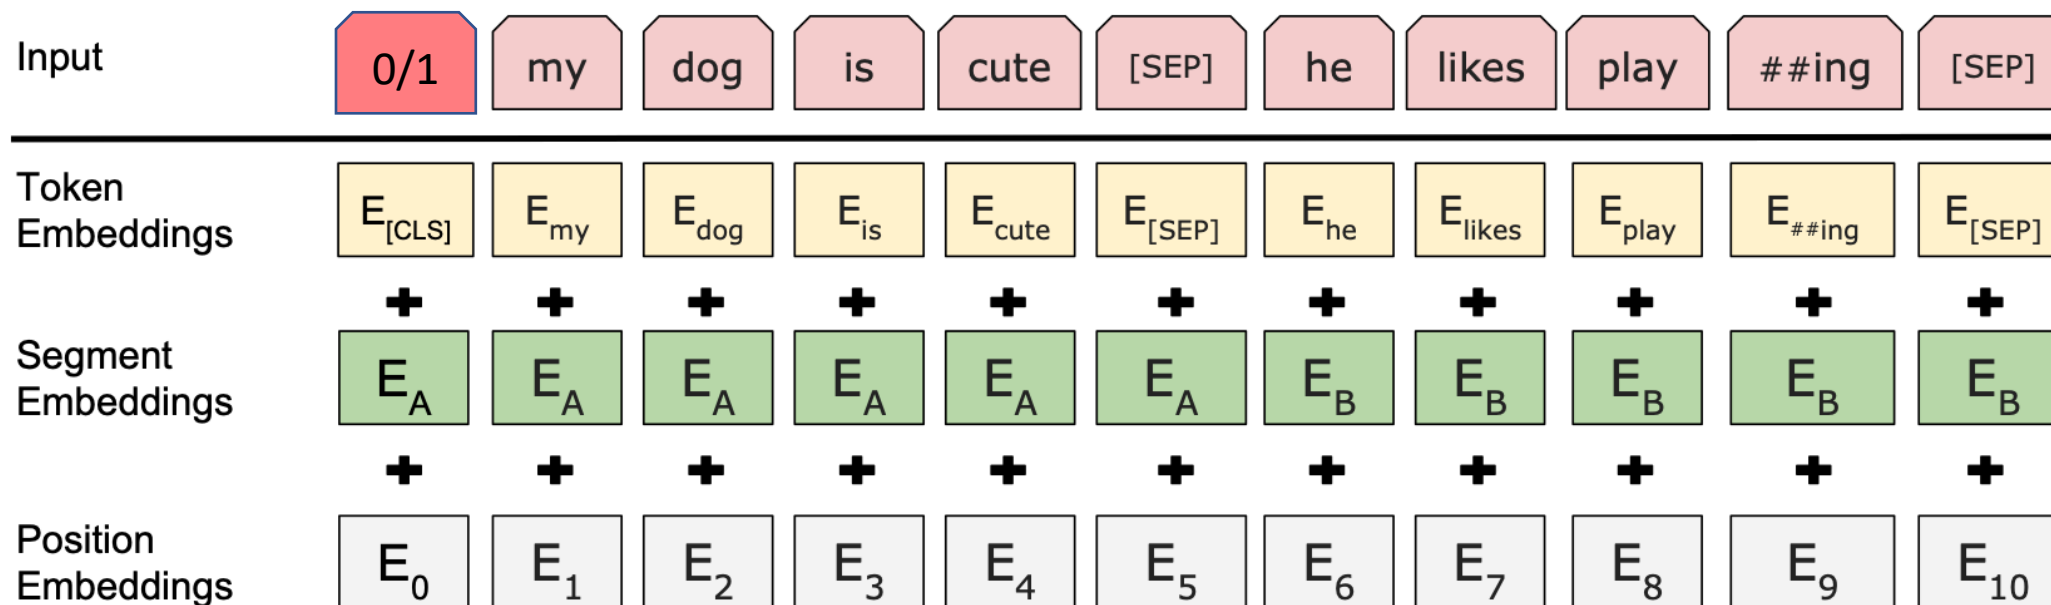 Input 0/1 my dog is cute [SEP] he likes play ##ing [SEP]
Token Embeddings E[CLS] Emy Edog Eis Ecute E[SEP] Ehe Elikes Eplay E##ing E[SEP]
+ + + + + + + + + + +
Segment Embeddings EA EA EA EA EA EA EB EB EB EB EB
+ + + + + + + + + + +
Position Embeddings E0 E1 E2 E3 E4 E5 E6 E7 E8 E9 E10